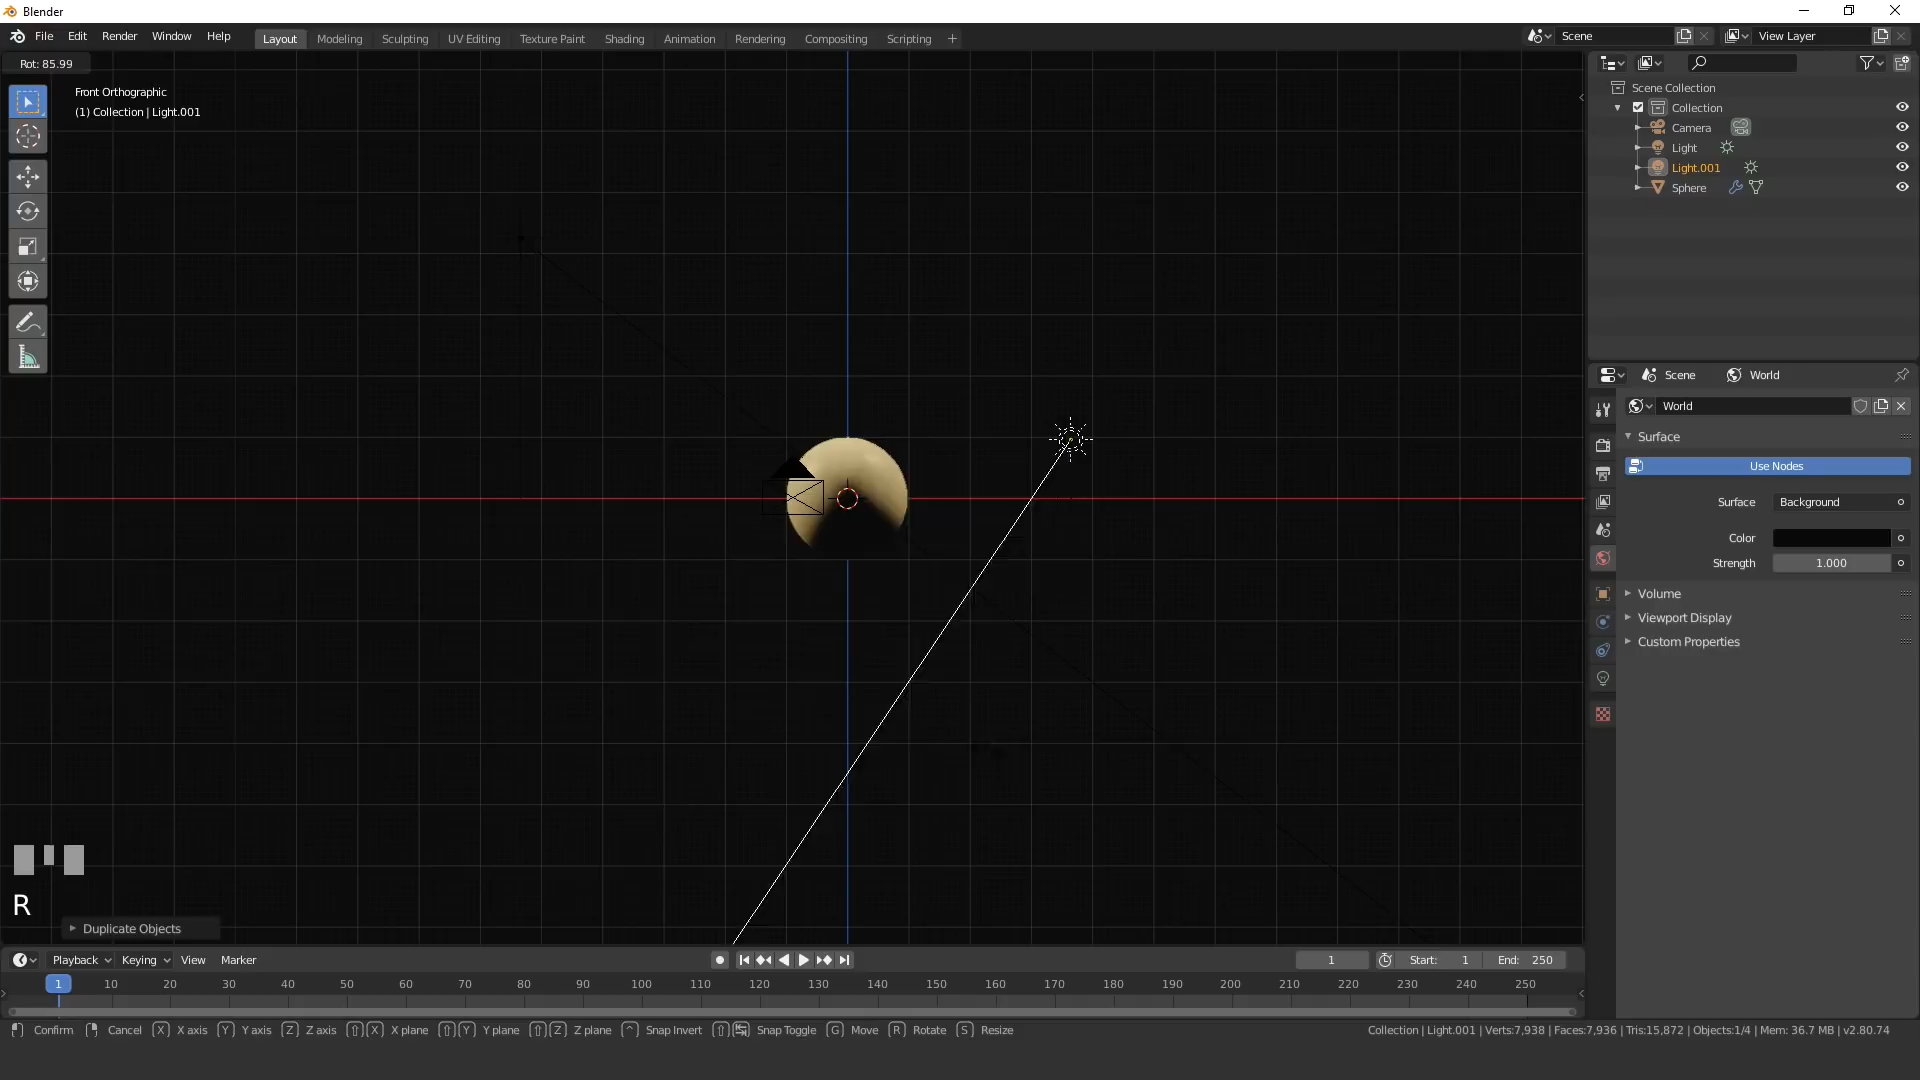 Blender
File Edit Render Window Help
Layout Modeling Sculpting UV Editing Texture Paint Shading Animation Rendering Compositing Scripting +
Scene
View Layer
Rot: 85.99
Front Orthographic
(1) Collection | Light.001
Scene Collection
Collection
Camera
Light
Light.001
Sphere
Scene World
World
Surface
Use Nodes
Surface Background
Color
Strength 1.000
Volume
Viewport Display
Custom Properties
R
Duplicate Objects
Playback Keying View Marker
1 Start: 1 End: 250
1 10 20 30 40 50 60 70 80 90 100 110 120 130 140 150 160 170 180 190 200 210 220 230 240 250
Confirm Cancel X X axis Y Y axis Z Z axis X X plane Y Y plane Z Z plane ^ Snap Invert Snap Toggle G Move R Rotate S Resize
Collection | Light.001 | Verts:7,938 | Faces:7,936 | Tris:15,872 | Objects:1/4 | Mem: 36.7 MB | v2.80.74